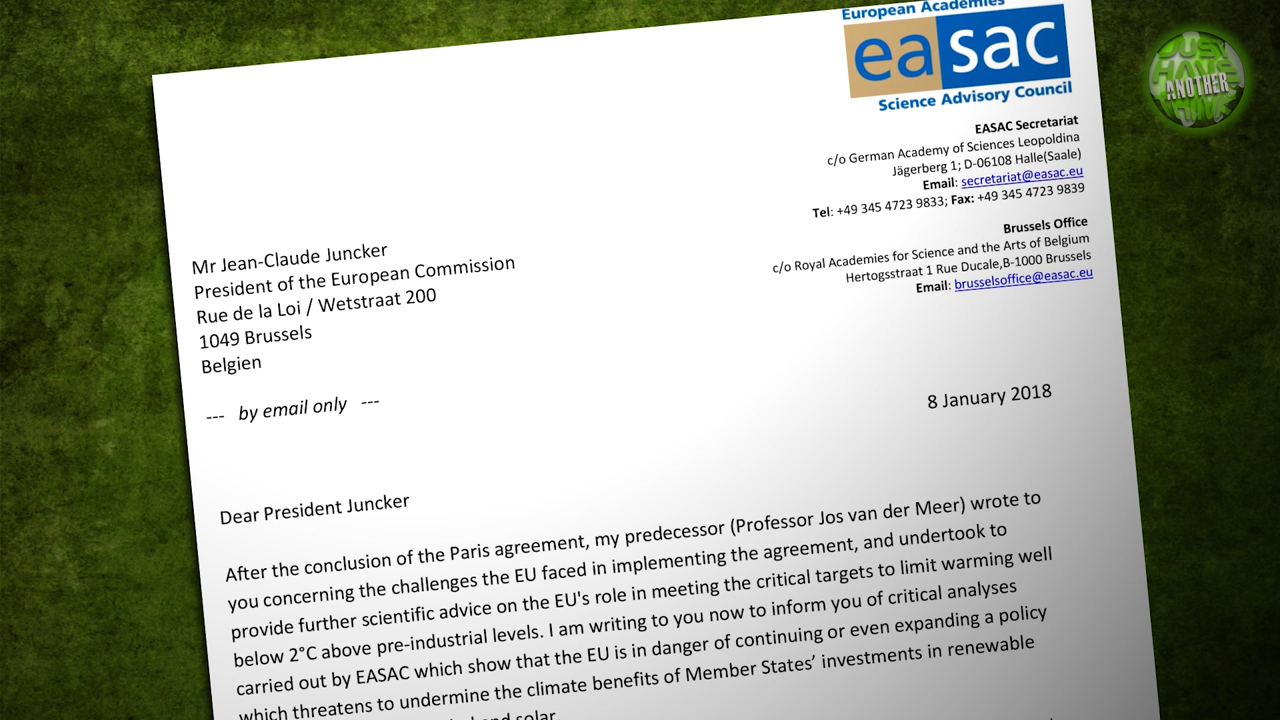 European Academies
easac
Science Advisory Council
JUST
HAVE
ANOTHER
EASAC Secretariat
c/o German Academy of Sciences Leopoldina
Jägerberg 1; D-06108 Halle(Saale)
Email: secretariat@easac.eu
Tel: +49 345 4723 9833; Fax: +49 345 4723 9839
Brussels Office
c/o Royal Academies for Science and the Arts of Belgium
Hertogsstraat 1 Rue Ducale,B-1000 Brussels
Email: brusselsoffice@easac.eu
Mr Jean-Claude Juncker
President of the European Commission
Rue de la Loi / Wetstraat 200
1049 Brussels
Belgien
--- by email only ---
8 January 2018
Dear President Juncker
After the conclusion of the Paris agreement, my predecessor (Professor Jos van der Meer) wrote to
you concerning the challenges the EU faced in implementing the agreement, and undertook to
provide further scientific advice on the EU's role in meeting the critical targets to limit warming well
below 2°C above pre-industrial levels. I am writing to you now to inform you of critical analyses
carried out by EASAC which show that the EU is in danger of continuing or even expanding a policy
which threatens to undermine the climate benefits of Member States’ investments in renewable
and solar.